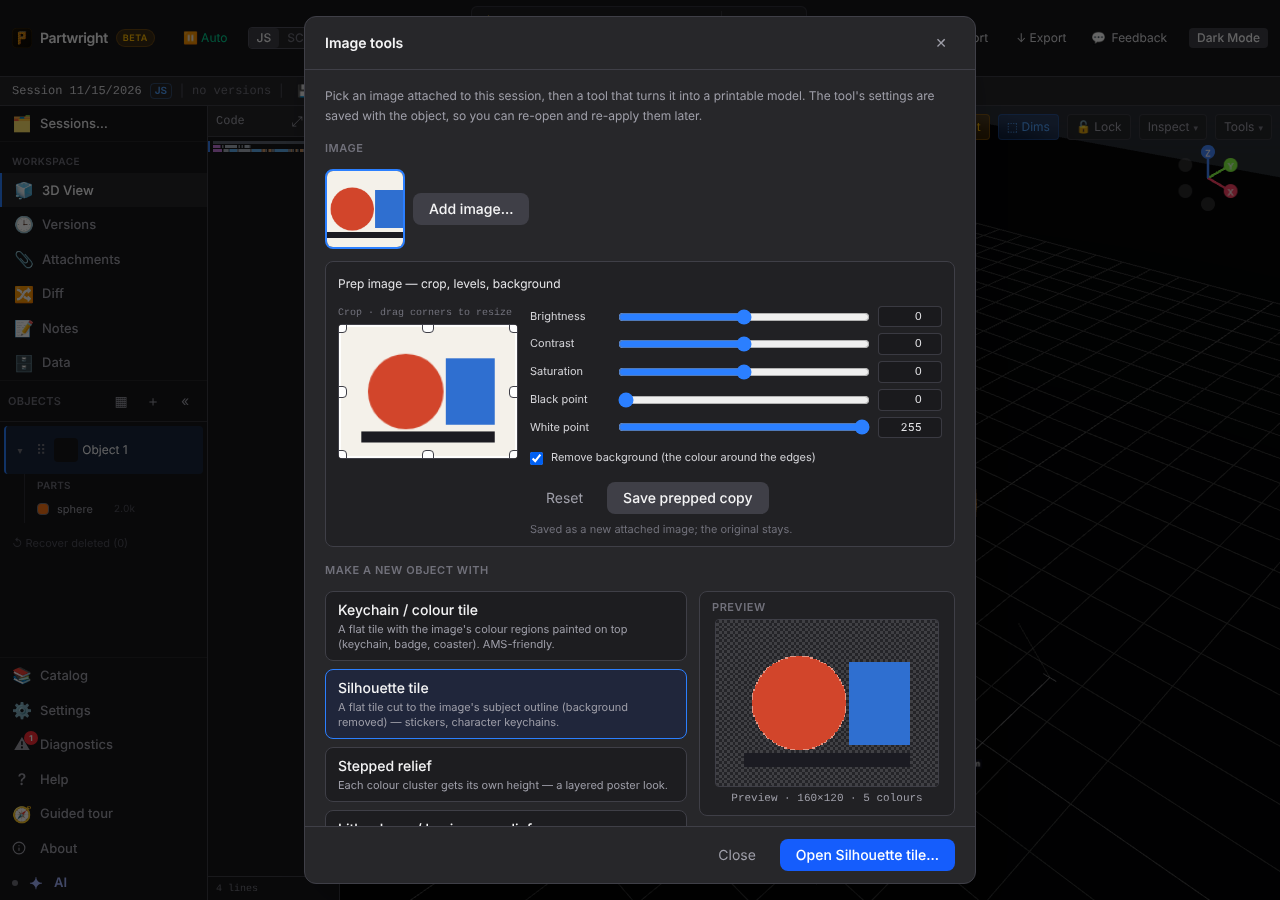 Partwright BETA
Auto
JS SC
ort
Export
Feedback
Dark Mode
Session 11/15/2026 JS | no versions |
Sessions...
WORKSPACE
3D View
Versions
Attachments
Diff
Notes
Data
OBJECTS
Object 1
PARTS
sphere 2.0k
Recover deleted (0)
Catalog
Settings
1
Diagnostics
Help
Guided tour
About
AI
Code
4 lines
t
Dims
Lock
Inspect
Tools
Z
Y
X
Image tools
Pick an image attached to this session, then a tool that turns it into a printable model. The tool's settings are
saved with the object, so you can re-open and re-apply them later.
IMAGE
Add image...
Prep image — crop, levels, background
Crop · drag corners to resize
Brightness 0
Contrast 0
Saturation 0
Black point 0
White point 255
Remove background (the colour around the edges)
Reset
Save prepped copy
Saved as a new attached image; the original stays.
MAKE A NEW OBJECT WITH
Keychain / colour tile
A flat tile with the image's colour regions painted on top
(keychain, badge, coaster). AMS-friendly.
Silhouette tile
A flat tile cut to the image's subject outline (background
removed) — stickers, character keychains.
Stepped relief
Each colour cluster gets its own height — a layered poster look.
PREVIEW
Preview · 160×120 · 5 colours
Close
Open Silhouette tile...